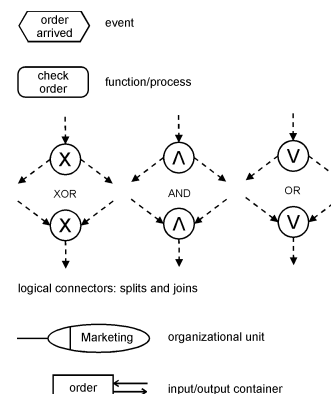 order
arrived
event
check
order
function/process
X
Λ
V
XOR
AND
OR
X
Λ
V
logical connectors: splits and joins
Marketing
organizational unit
order
input/output container